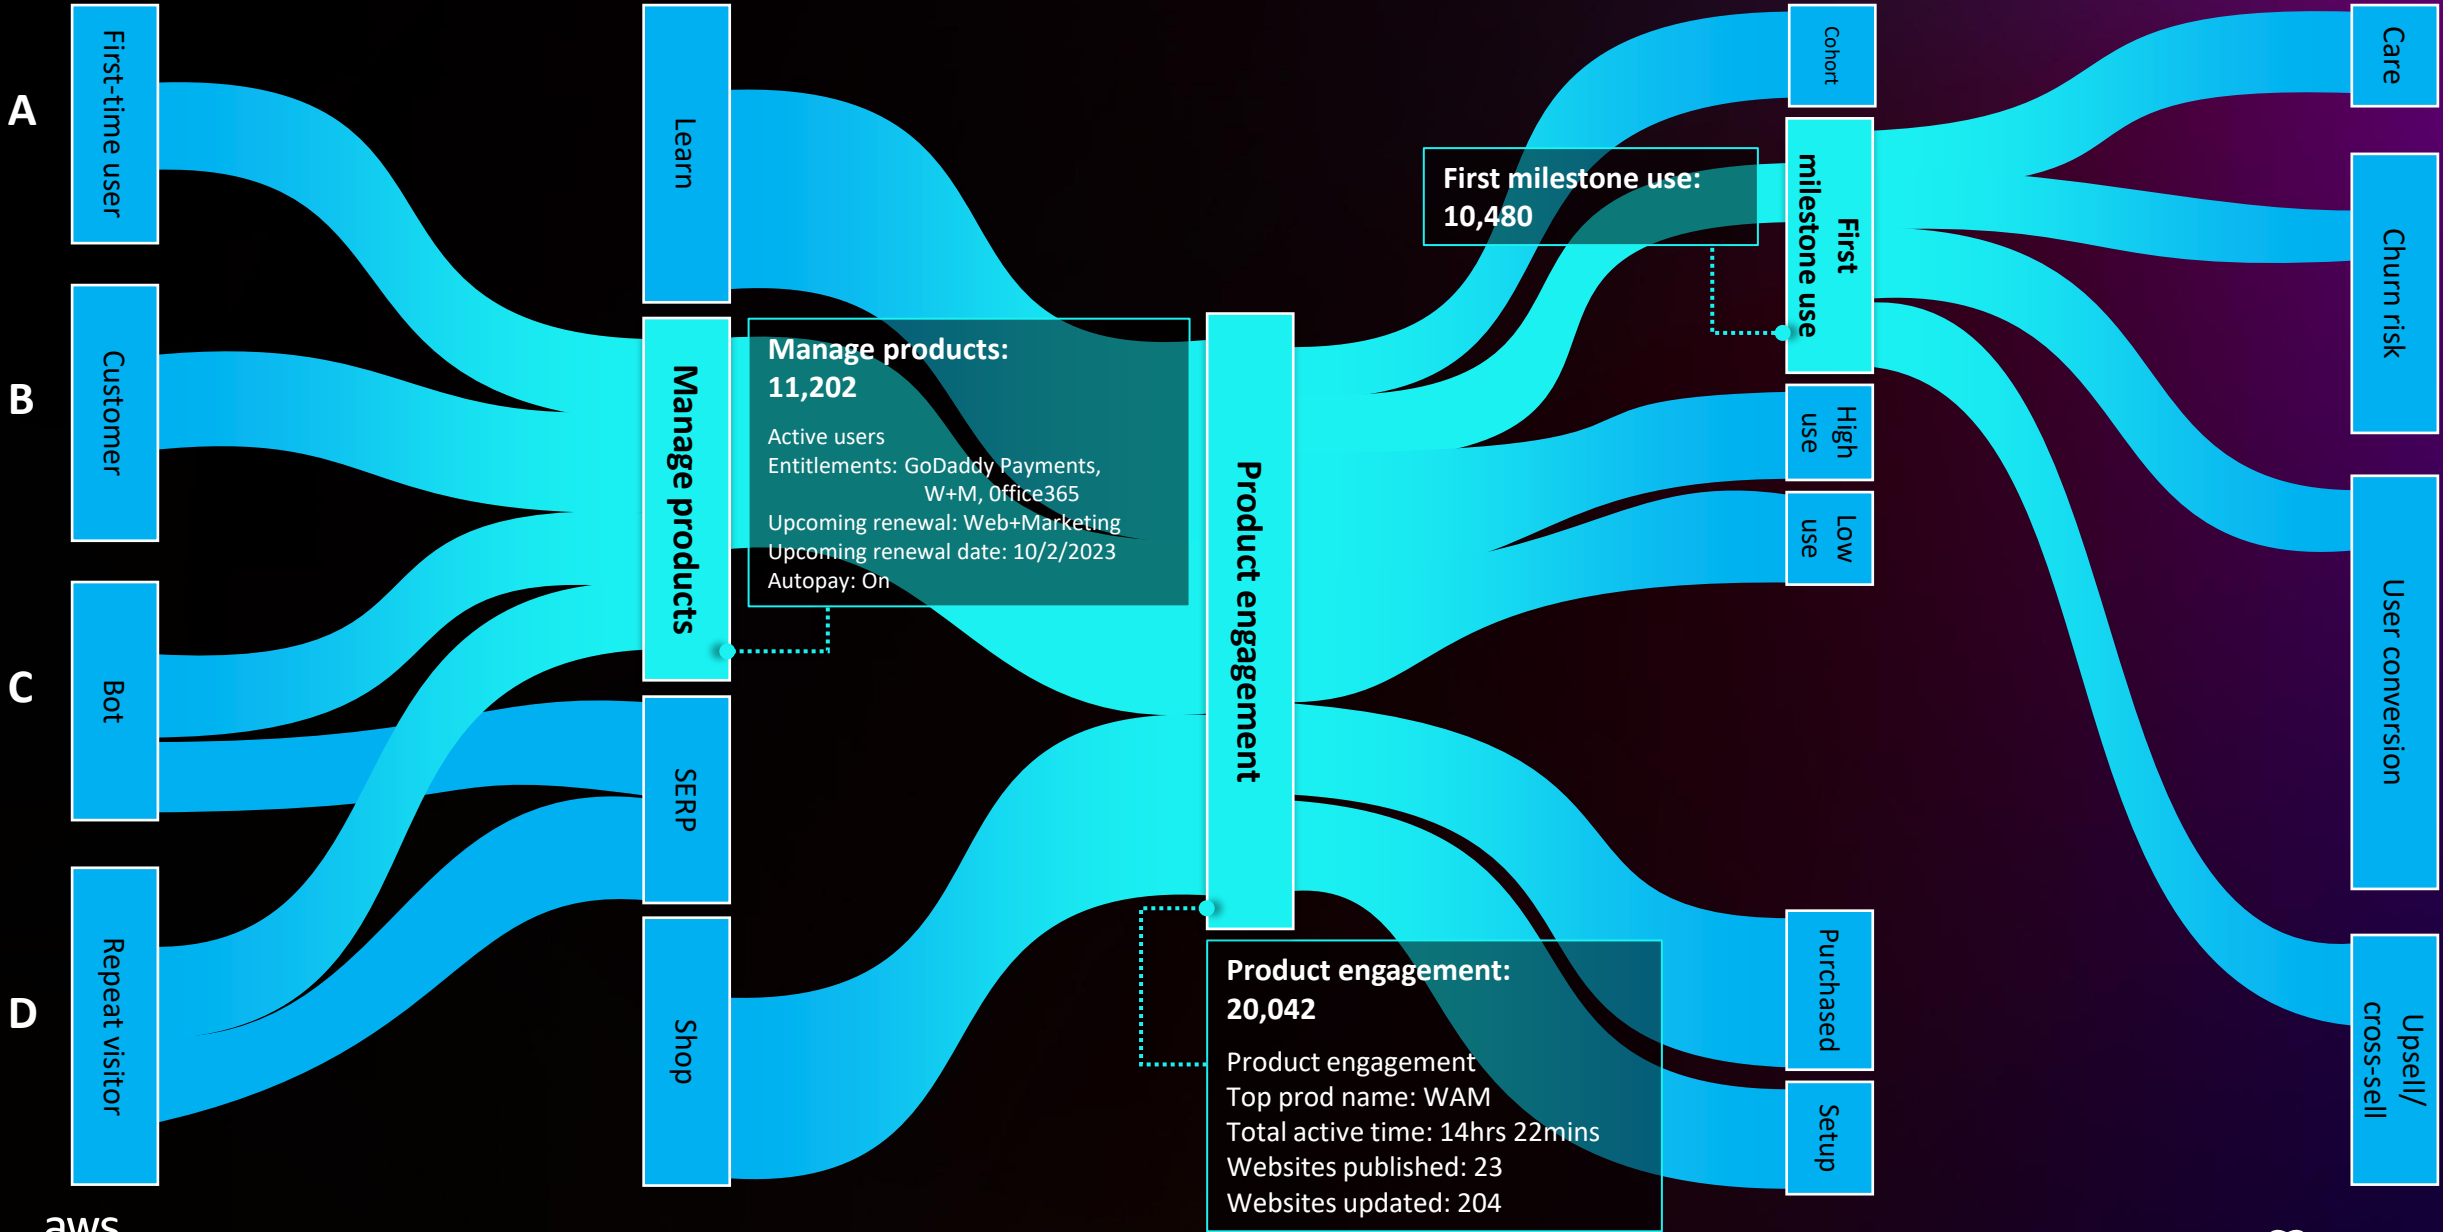 A
First-time user
B
Customer
C
Bot
D
Repeat visitor
Learn
Manage products
SERP
Shop
Manage products:
11,202
Active users
Entitlements: GoDaddy Payments,
W+M, 0ffice365
Upcoming renewal: Web+Marketing
Upcoming renewal date: 10/2/2023
Autopay: On
Product engagement
Product engagement:
20,042
Product engagement
Top prod name: WAM
Total active time: 14hrs 22mins
Websites published: 23
Websites updated: 204
First milestone use:
10,480
Cohort
First
milestone use
High
use
Low
use
Purchased
Setup
Care
Churn risk
User conversion
Upsell/
cross-sell
aws